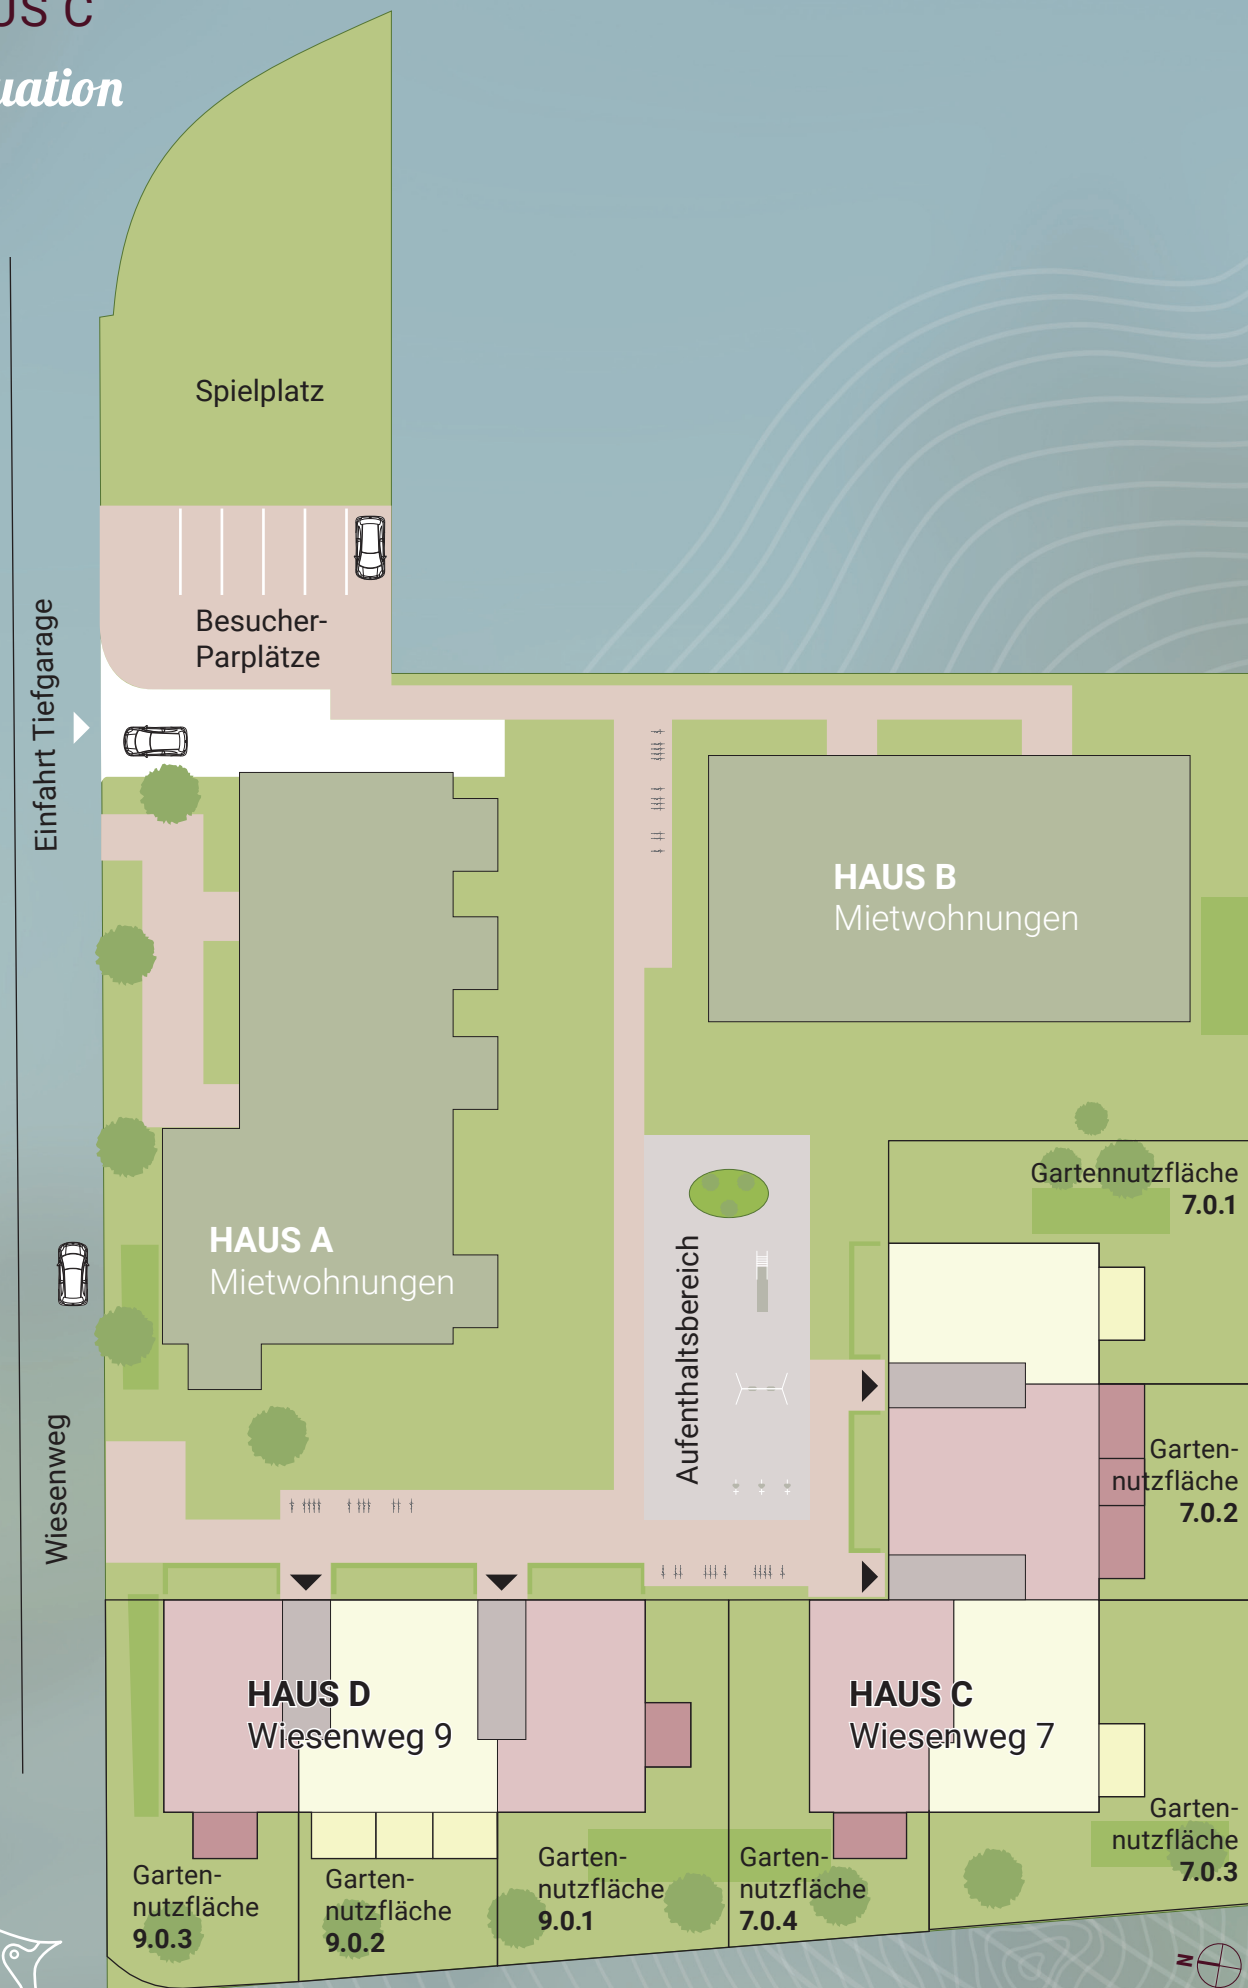 US C
uation
Spielplatz
Besucher-
Parplätze
Einfahrt Tiefgarage
HAUS B
Mietwohnungen
HAUS A
Mietwohnungen
Aufenthaltsbereich
Gartennutzfläche
7.0.1
Garten-
nutzfläche
7.0.2
Wiesenweg
HAUS D
Wiesenweg 9
HAUS C
Wiesenweg 7
Garten-
nutzfläche
7.0.3
Garten-
nutzfläche
9.0.3
Garten-
nutzfläche
9.0.2
Garten-
nutzfläche
9.0.1
Garten-
nutzfläche
7.0.4
N